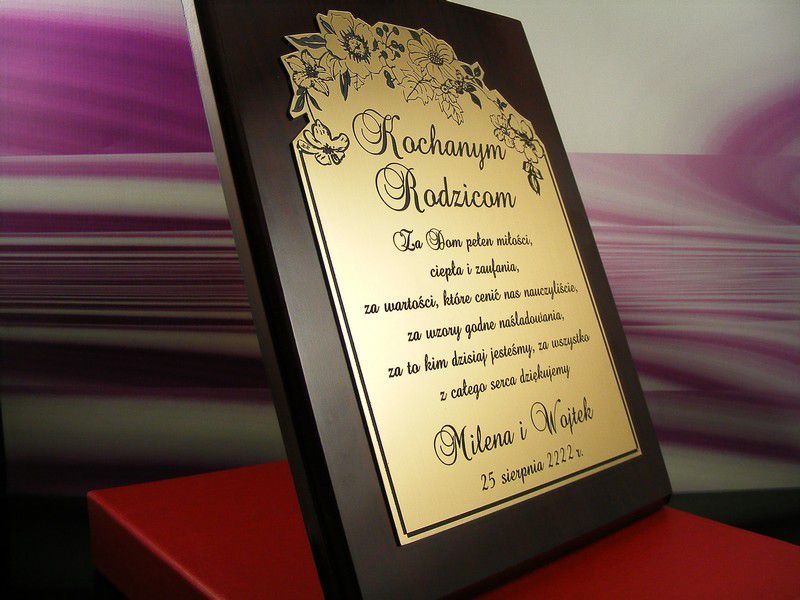 Kochanym
Rodzicom
Za Dom pełen miłości,
ciepła i zaufania,
za wartości, które cenić nas nauczyliście,
za wzory godne naśladowania,
za to kim dzisiaj jesteśmy, za wszystko
z całego serca dziękujemy
Milena i Wojtek
25 sierpnia 2222 r.